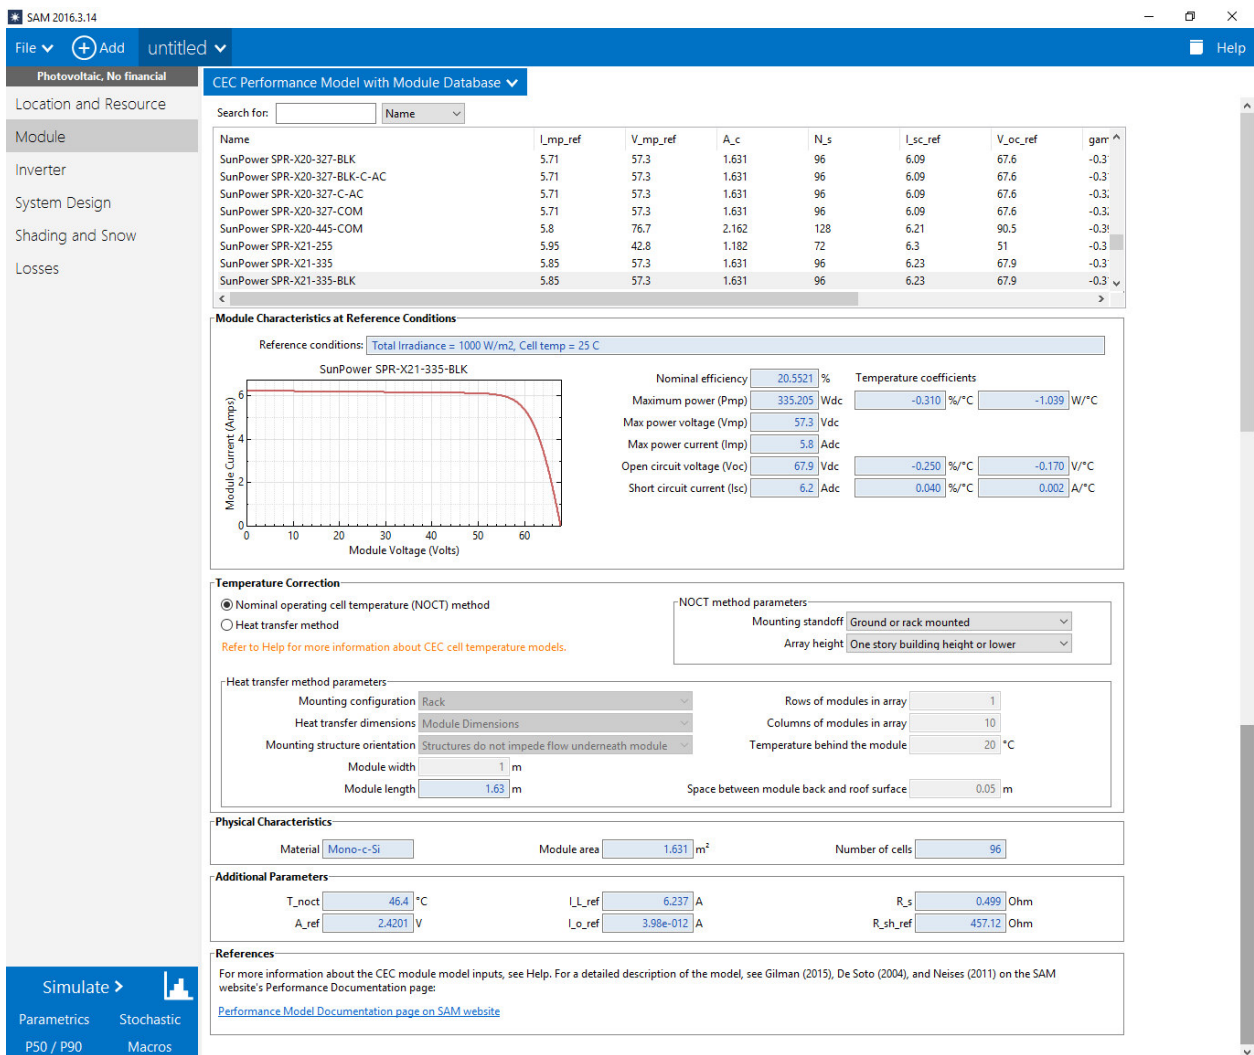 SAM 2016.3.14
File Add untitled Help
Photovoltaic, No financial
Location and Resource
Module
Inverter
System Design
Shading and Snow
Losses
CEC Performance Model with Module Database
Search for: Name
Name I_mp_ref V_mp_ref A_c N_s I_sc_ref V_oc_ref gam
SunPower SPR-X20-327-BLK 5.71 57.3 1.631 96 6.09 67.6 -0.3
SunPower SPR-X20-327-BLK-C-AC 5.71 57.3 1.631 96 6.09 67.6 -0.3
SunPower SPR-X20-327-C-AC 5.71 57.3 1.631 96 6.09 67.6 -0.3
SunPower SPR-X20-327-COM 5.71 57.3 1.631 96 6.09 67.6 -0.3
SunPower SPR-X20-445-COM 5.8 76.7 2.162 128 6.21 90.5 -0.3
SunPower SPR-X21-255 5.95 42.8 1.182 72 6.3 51 -0.3
SunPower SPR-X21-335 5.85 57.3 1.631 96 6.23 67.9 -0.3
SunPower SPR-X21-335-BLK 5.85 57.3 1.631 96 6.23 67.9 -0.3
Module Characteristics at Reference Conditions
Reference conditions: Total Irradiance = 1000 W/m2, Cell temp = 25 C
SunPower SPR-X21-335-BLK
Module Current (Amps)
6
4
2
0
0 10 20 30 40 50 60
Module Voltage (Volts)
Nominal efficiency 20.5521 % Temperature coefficients
Maximum power (Pmp) 335.205 Wdc -0.310 %/°C -1.039 W/°C
Max power voltage (Vmp) 57.3 Vdc
Max power current (Imp) 5.8 Adc
Open circuit voltage (Voc) 67.9 Vdc -0.250 %/°C -0.170 V/°C
Short circuit current (Isc) 6.2 Adc 0.040 %/°C 0.002 A/°C
Temperature Correction
Nominal operating cell temperature (NOCT) method
Heat transfer method
Refer to Help for more information about CEC cell temperature models.
NOCT method parameters
Mounting standoff Ground or rack mounted
Array height One story building height or lower
Heat transfer method parameters
Mounting configuration Rack Rows of modules in array 1
Heat transfer dimensions Module Dimensions Columns of modules in array 10
Mounting structure orientation Structures do not impede flow underneath module Temperature behind the module 20 °C
Module width 1 m
Module length 1.63 m Space between module back and roof surface 0.05 m
Physical Characteristics
Material Mono-c-Si Module area 1.631 m² Number of cells 96
Additional Parameters
T_noct 46.4 °C I_L_ref 6.237 A R_s 0.499 Ohm
A_ref 2.4201 V I_o_ref 3.98e-012 A R_sh_ref 457.12 Ohm
References
For more information about the CEC module model inputs, see Help. For a detailed description of the model, see Gilman (2015), De Soto (2004), and Neises (2011) on the SAM
website's Performance Documentation page:
Performance Model Documentation page on SAM website
Simulate >
Parametrics Stochastic
P50 / P90 Macros